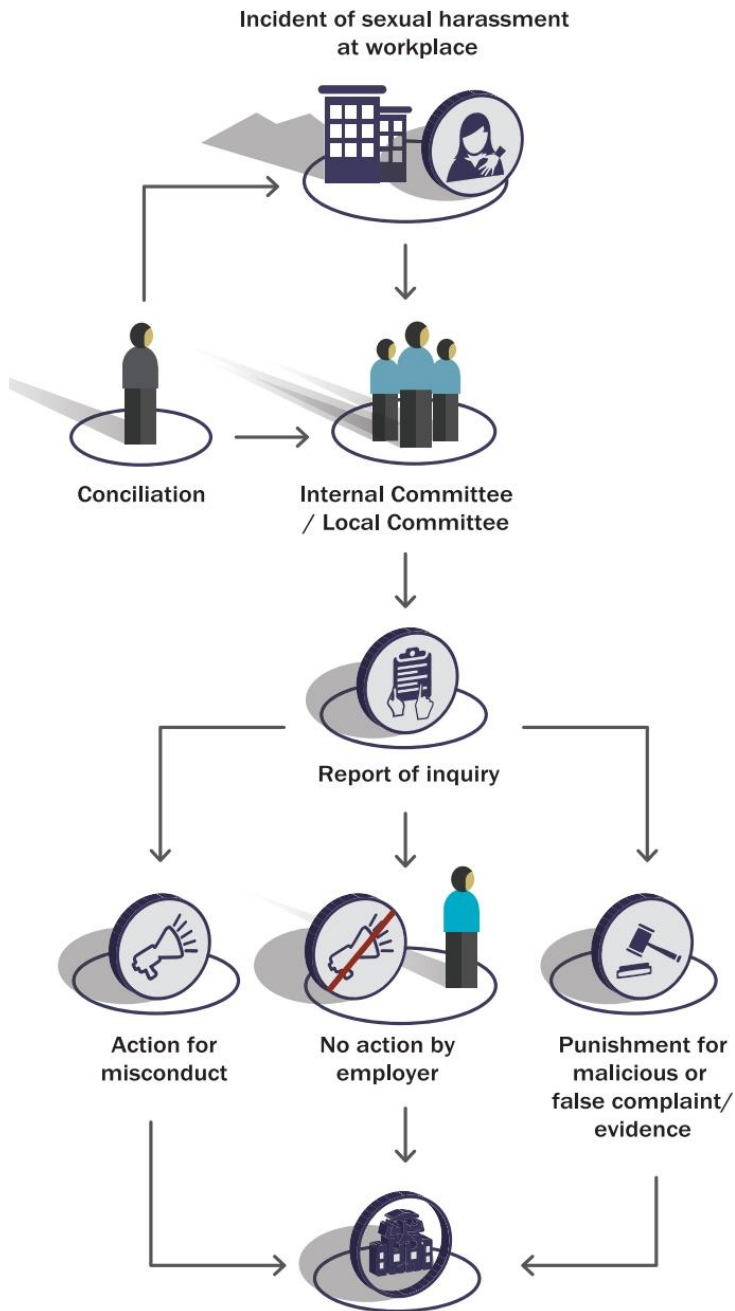 Incident of sexual harassment
at workplace
Conciliation
Internal Committee
/ Local Committee
Report of inquiry
Action for
misconduct
No action by
employer
Punishment for
malicious or
false complaint/
evidence